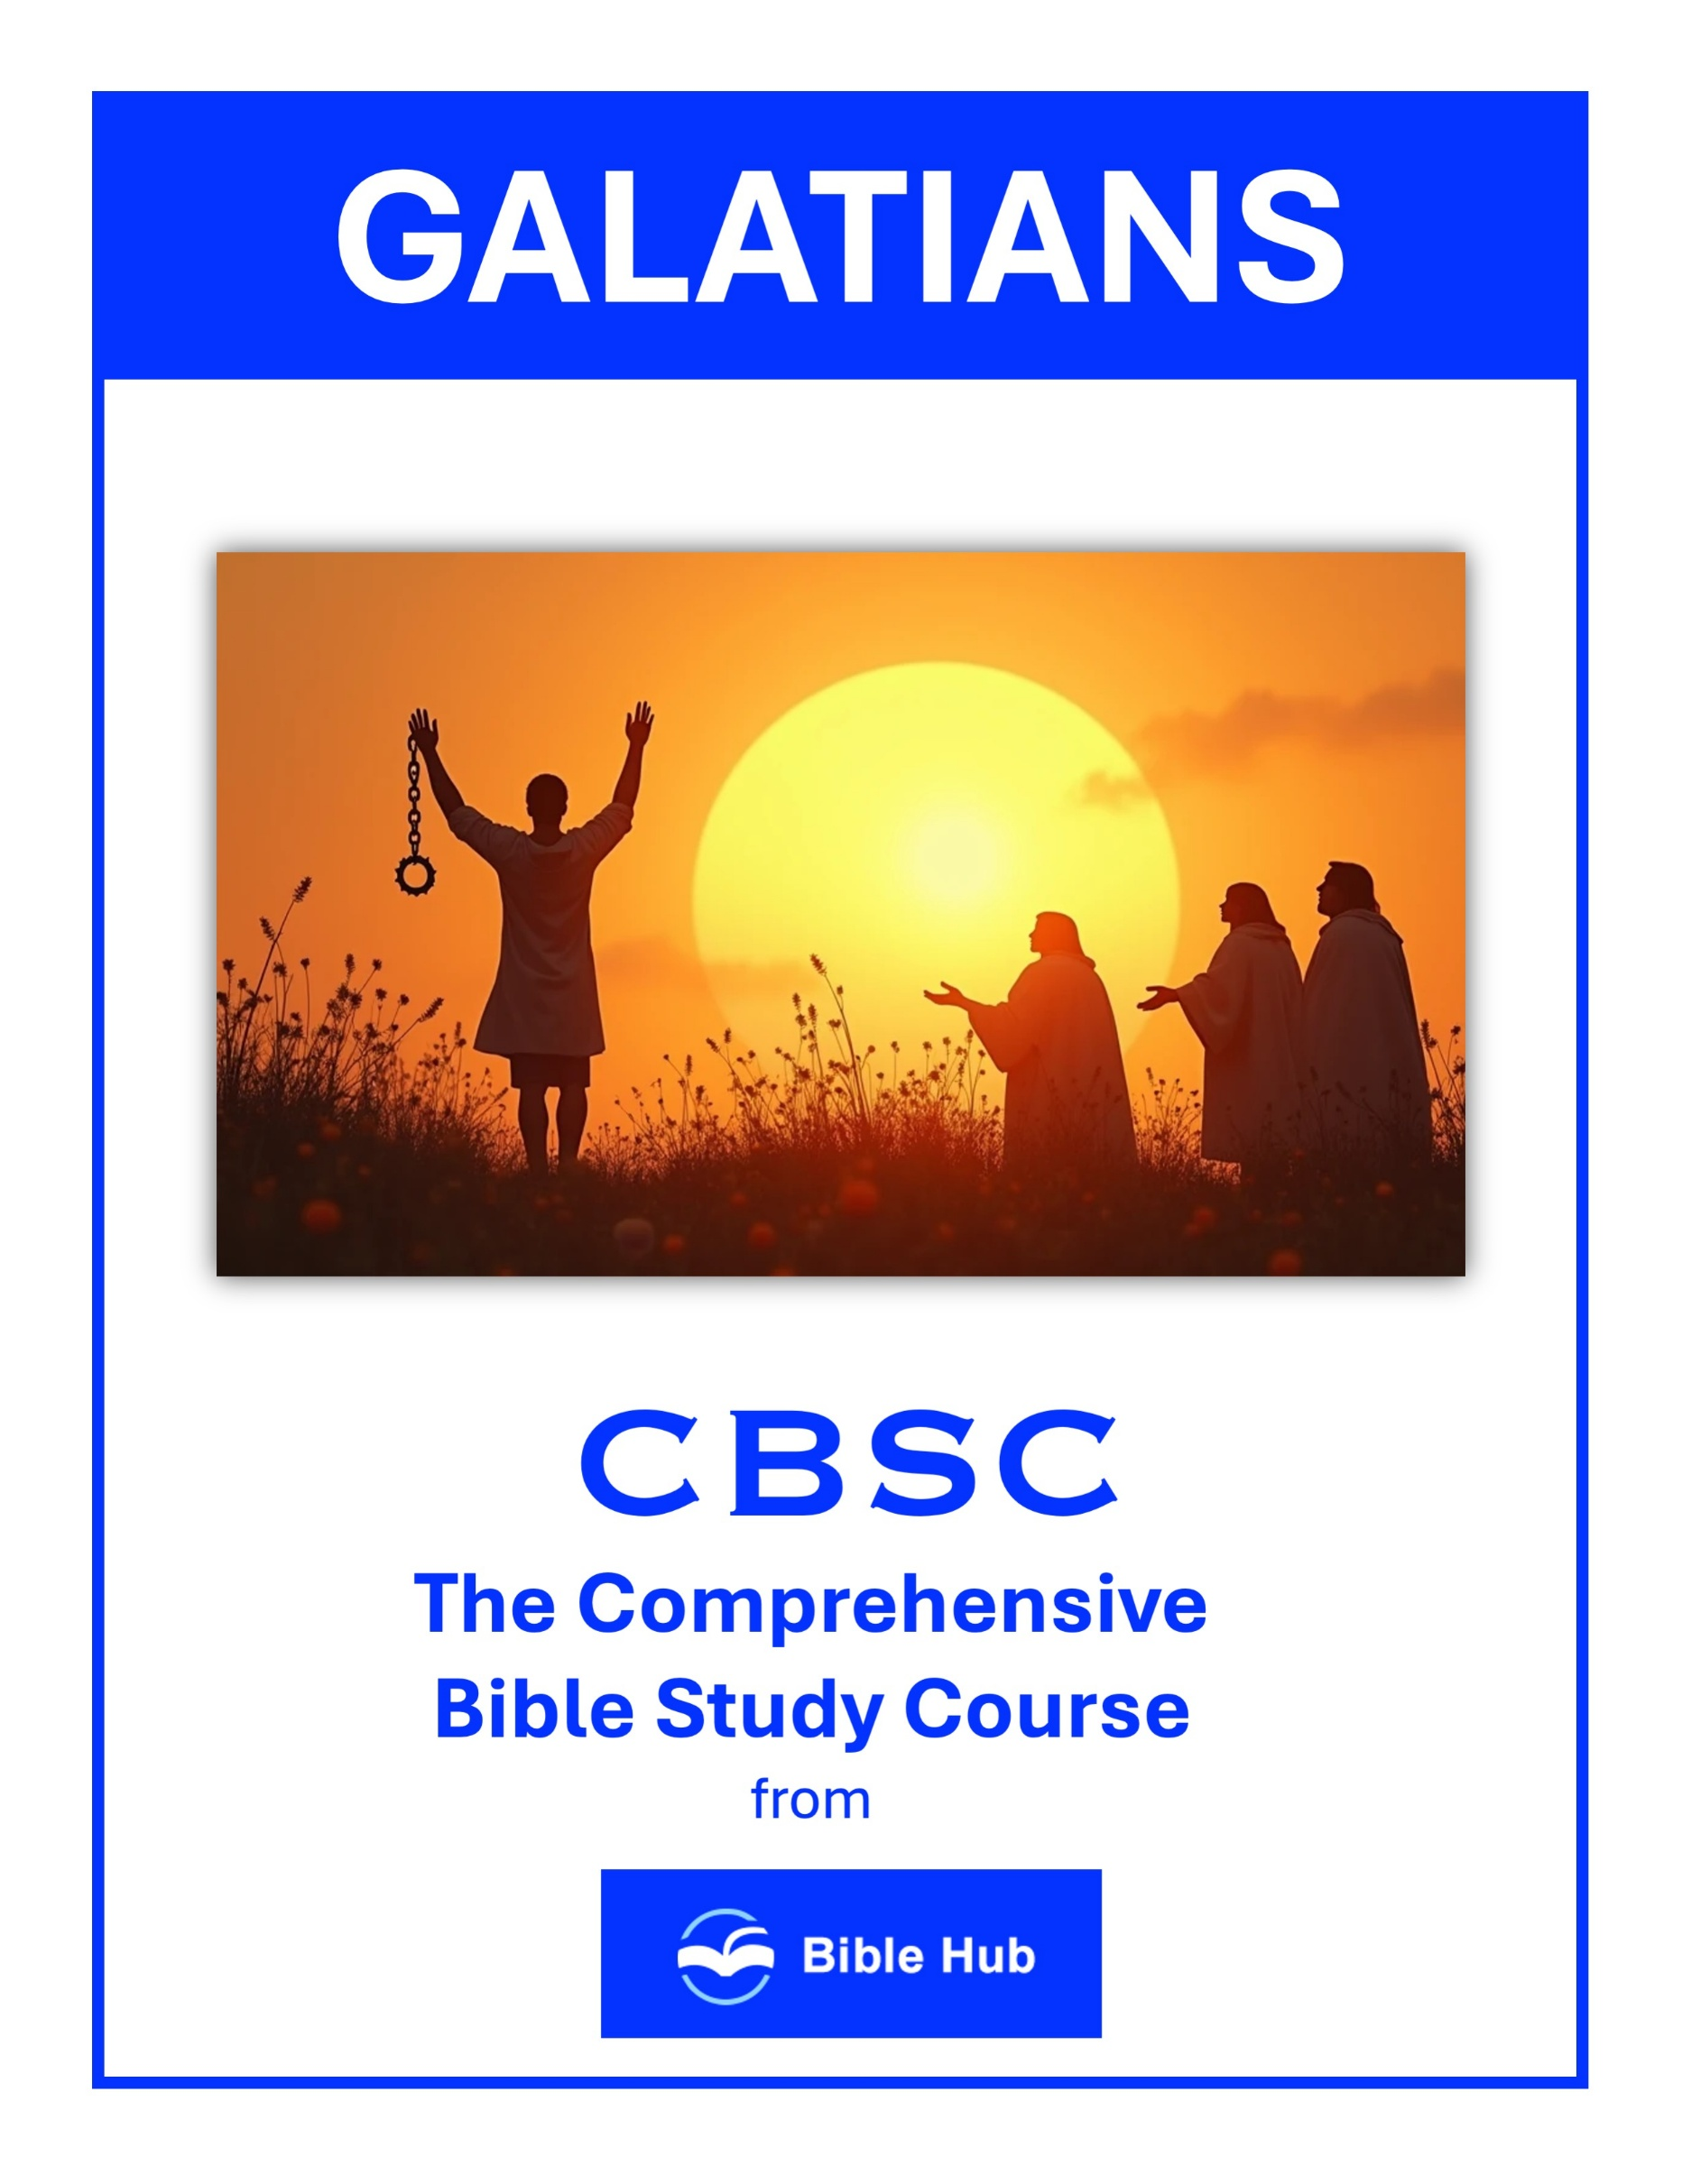 GALATIANS
CBSC
The Comprehensive
Bible Study Course
from
Bible Hub